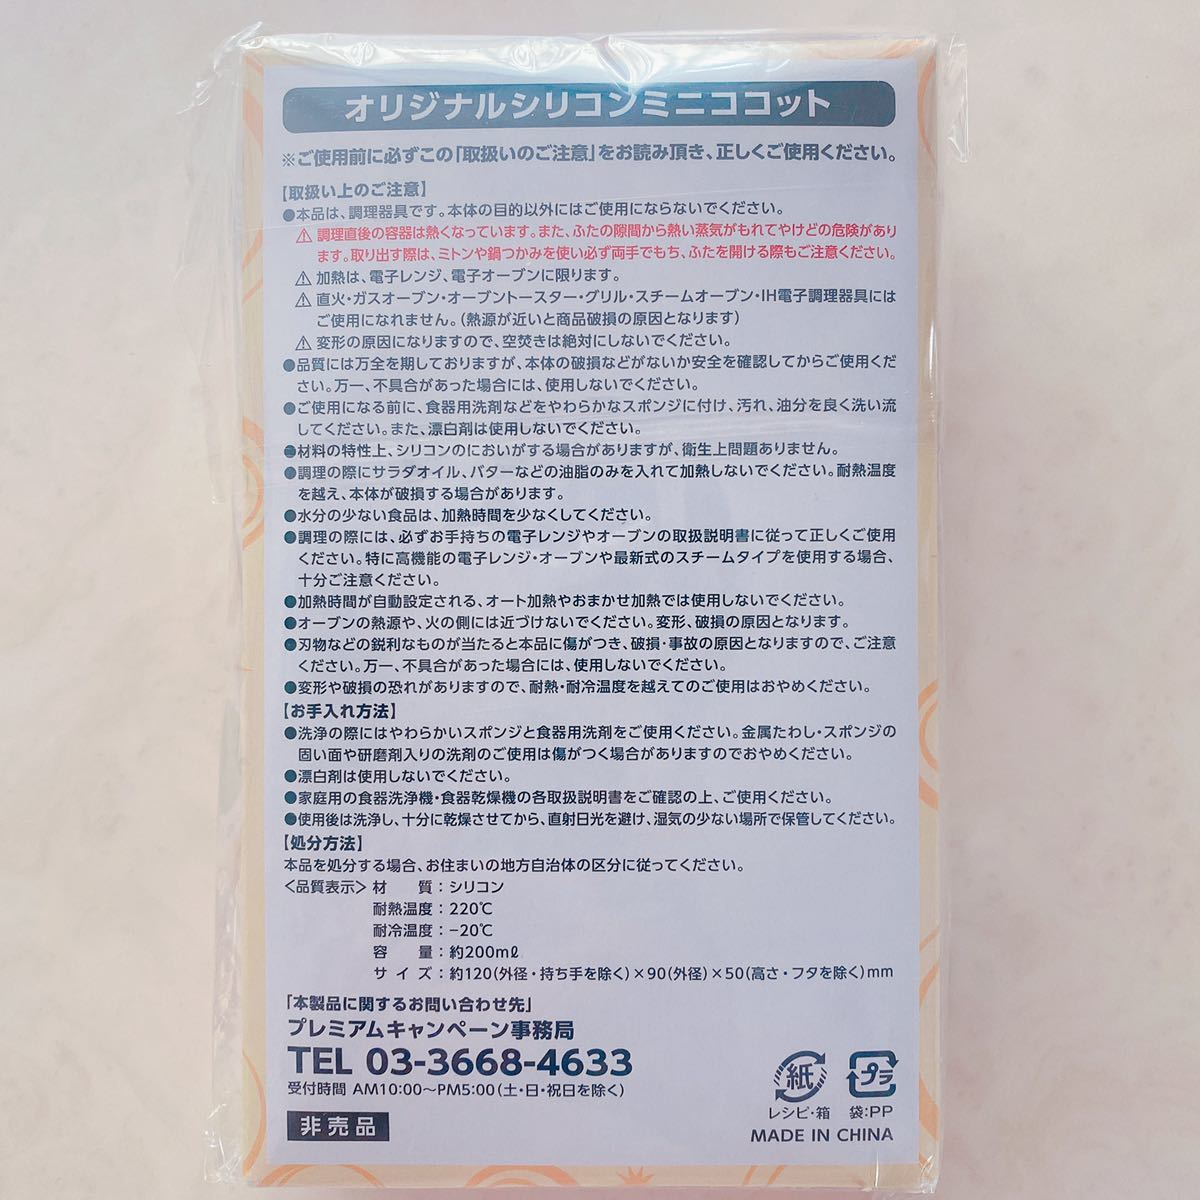 オリジナルシリコンミニココット
※ご使用前に必ずこの「取扱いのご注意」をお読み頂き、正しくご使用ください。
【取扱い上のご注意】
●本品は、調理器具です。本体の目的以外にはご使用にならないでください。
⚠ 調理直後の容器は熱くなっています。また、ふたの隙間から熱い蒸気がもれてやけどの危険があり
ます。取り出す際は、ミトンや鍋つかみを使い必ず両手でもち、ふたを開ける際もご注意ください。
⚠ 加熱は、電子レンジ、電子オーブンに限ります。
⚠ 直火・ガスオーブン・オーブントースター・グリル・スチームオーブン・IH電子調理器具には
ご使用になれません。(熱源が近いと商品破損の原因となります)
⚠ 変形の原因になりますので、空焚きは絶対にしないでください。
●品質には万全を期しておりますが、本体の破損などがないか安全を確認してからご使用くだ
さい。万一、不具合があった場合には、使用しないでください。
●ご使用になる前に、食器用洗剤などをやわらかなスポンジに付け、汚れ、油分を良く洗い流
してください。また、漂白剤は使用しないでください。
●材料の特性上、シリコンのにおいがする場合がありますが、衛生上問題ありません。
●調理の際にサラダオイル、バターなどの油脂のみを入れて加熱しないでください。耐熱温度
を越え、本体が破損する場合があります。
●水分の少ない食品は、加熱時間を少なくしてください。
●調理の際には、必ずお手持ちの電子レンジやオーブンの取扱説明書に従って正しくご使用
ください。特に高機能の電子レンジ・オーブンや最新式のスチームタイプを使用する場合、
十分ご注意ください。
●加熱時間が自動設定される、オート加熱やおまかせ加熱では使用しないでください。
●オーブンの熱源や、火の側には近づけないでください。変形、破損の原因となります。
●刃物などの鋭利なものが当たると本品に傷がつき、破損・事故の原因となりますので、ご注意
ください。万一、不具合があった場合には、使用しないでください。
●変形や破損の恐れがありますので、耐熱・耐冷温度を越えてのご使用はおやめください。
【お手入れ方法】
●洗浄の際にはやわらかいスポンジと食器用洗剤をご使用ください。金属たわし・スポンジの
固い面や研磨剤入りの洗剤のご使用は傷がつく場合がありますのでおやめください。
●漂白剤は使用しないでください。
●家庭用の食器洗浄機・食器乾燥機の各取扱説明書をご確認の上、ご使用ください。
●使用後は洗浄し、十分に乾燥させてから、直射日光を避け、湿気の少ない場所で保管してください。
【処分方法】
本品を処分する場合、お住まいの地方自治体の区分に従ってください。
〈品質表示〉材 質：シリコン
耐熱温度：220℃
耐冷温度：−20℃
容 量：約200mℓ
サイズ：約120(外径・持ち手を除く)×90(外径)×50(高さ・フタを除く)mm
「本製品に関するお問い合わせ先」
プレミアムキャンペーン事務局
TEL 03-3668-4633
受付時間 AM10:00〜PM5:00(土・日・祝日を除く)
非売品
紙 プラ
レシピ・箱 袋:PP
MADE IN CHINA